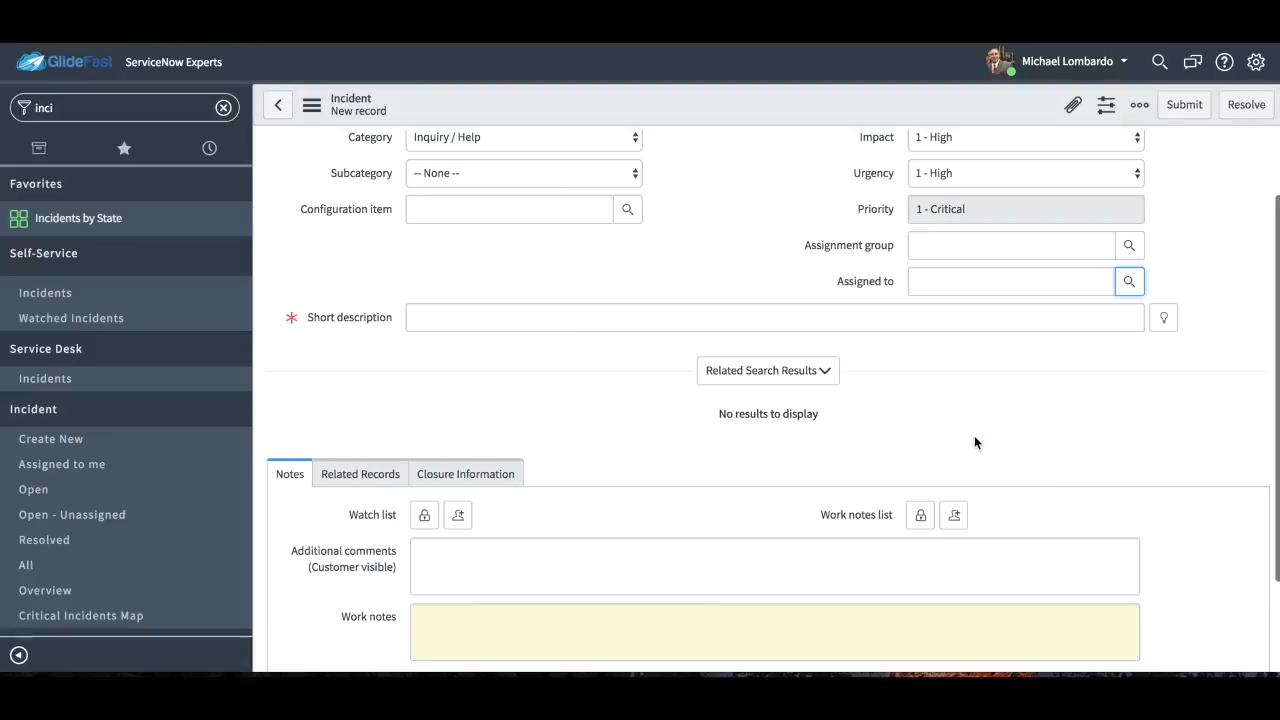 GlideFast ServiceNow Experts
Michael Lombardo
inci
Incident
New record
Submit
Resolve
Favorites
Incidents by State
Self-Service
Incidents
Watched Incidents
Service Desk
Incidents
Incident
Create New
Assigned to me
Open
Open - Unassigned
Resolved
All
Overview
Critical Incidents Map
Category Inquiry / Help
Impact 1 - High
Subcategory -- None --
Urgency 1 - High
Configuration item
Priority 1 - Critical
Assignment group
Assigned to
Short description
Related Search Results
No results to display
Notes
Related Records
Closure Information
Watch list
Work notes list
Additional comments
(Customer visible)
Work notes